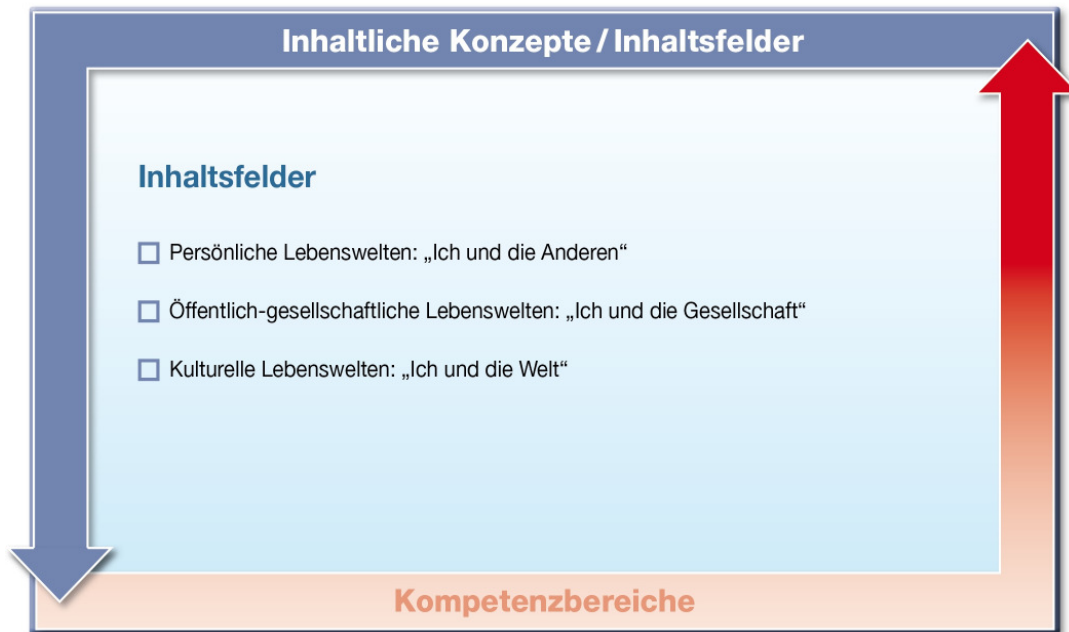 Inhaltliche Konzepte / Inhaltsfelder
Inhaltsfelder
Persönliche Lebenswelten: „Ich und die Anderen“
Öffentlich-gesellschaftliche Lebenswelten: „Ich und die Gesellschaft“
Kulturelle Lebenswelten: „Ich und die Welt“
Kompetenzbereiche